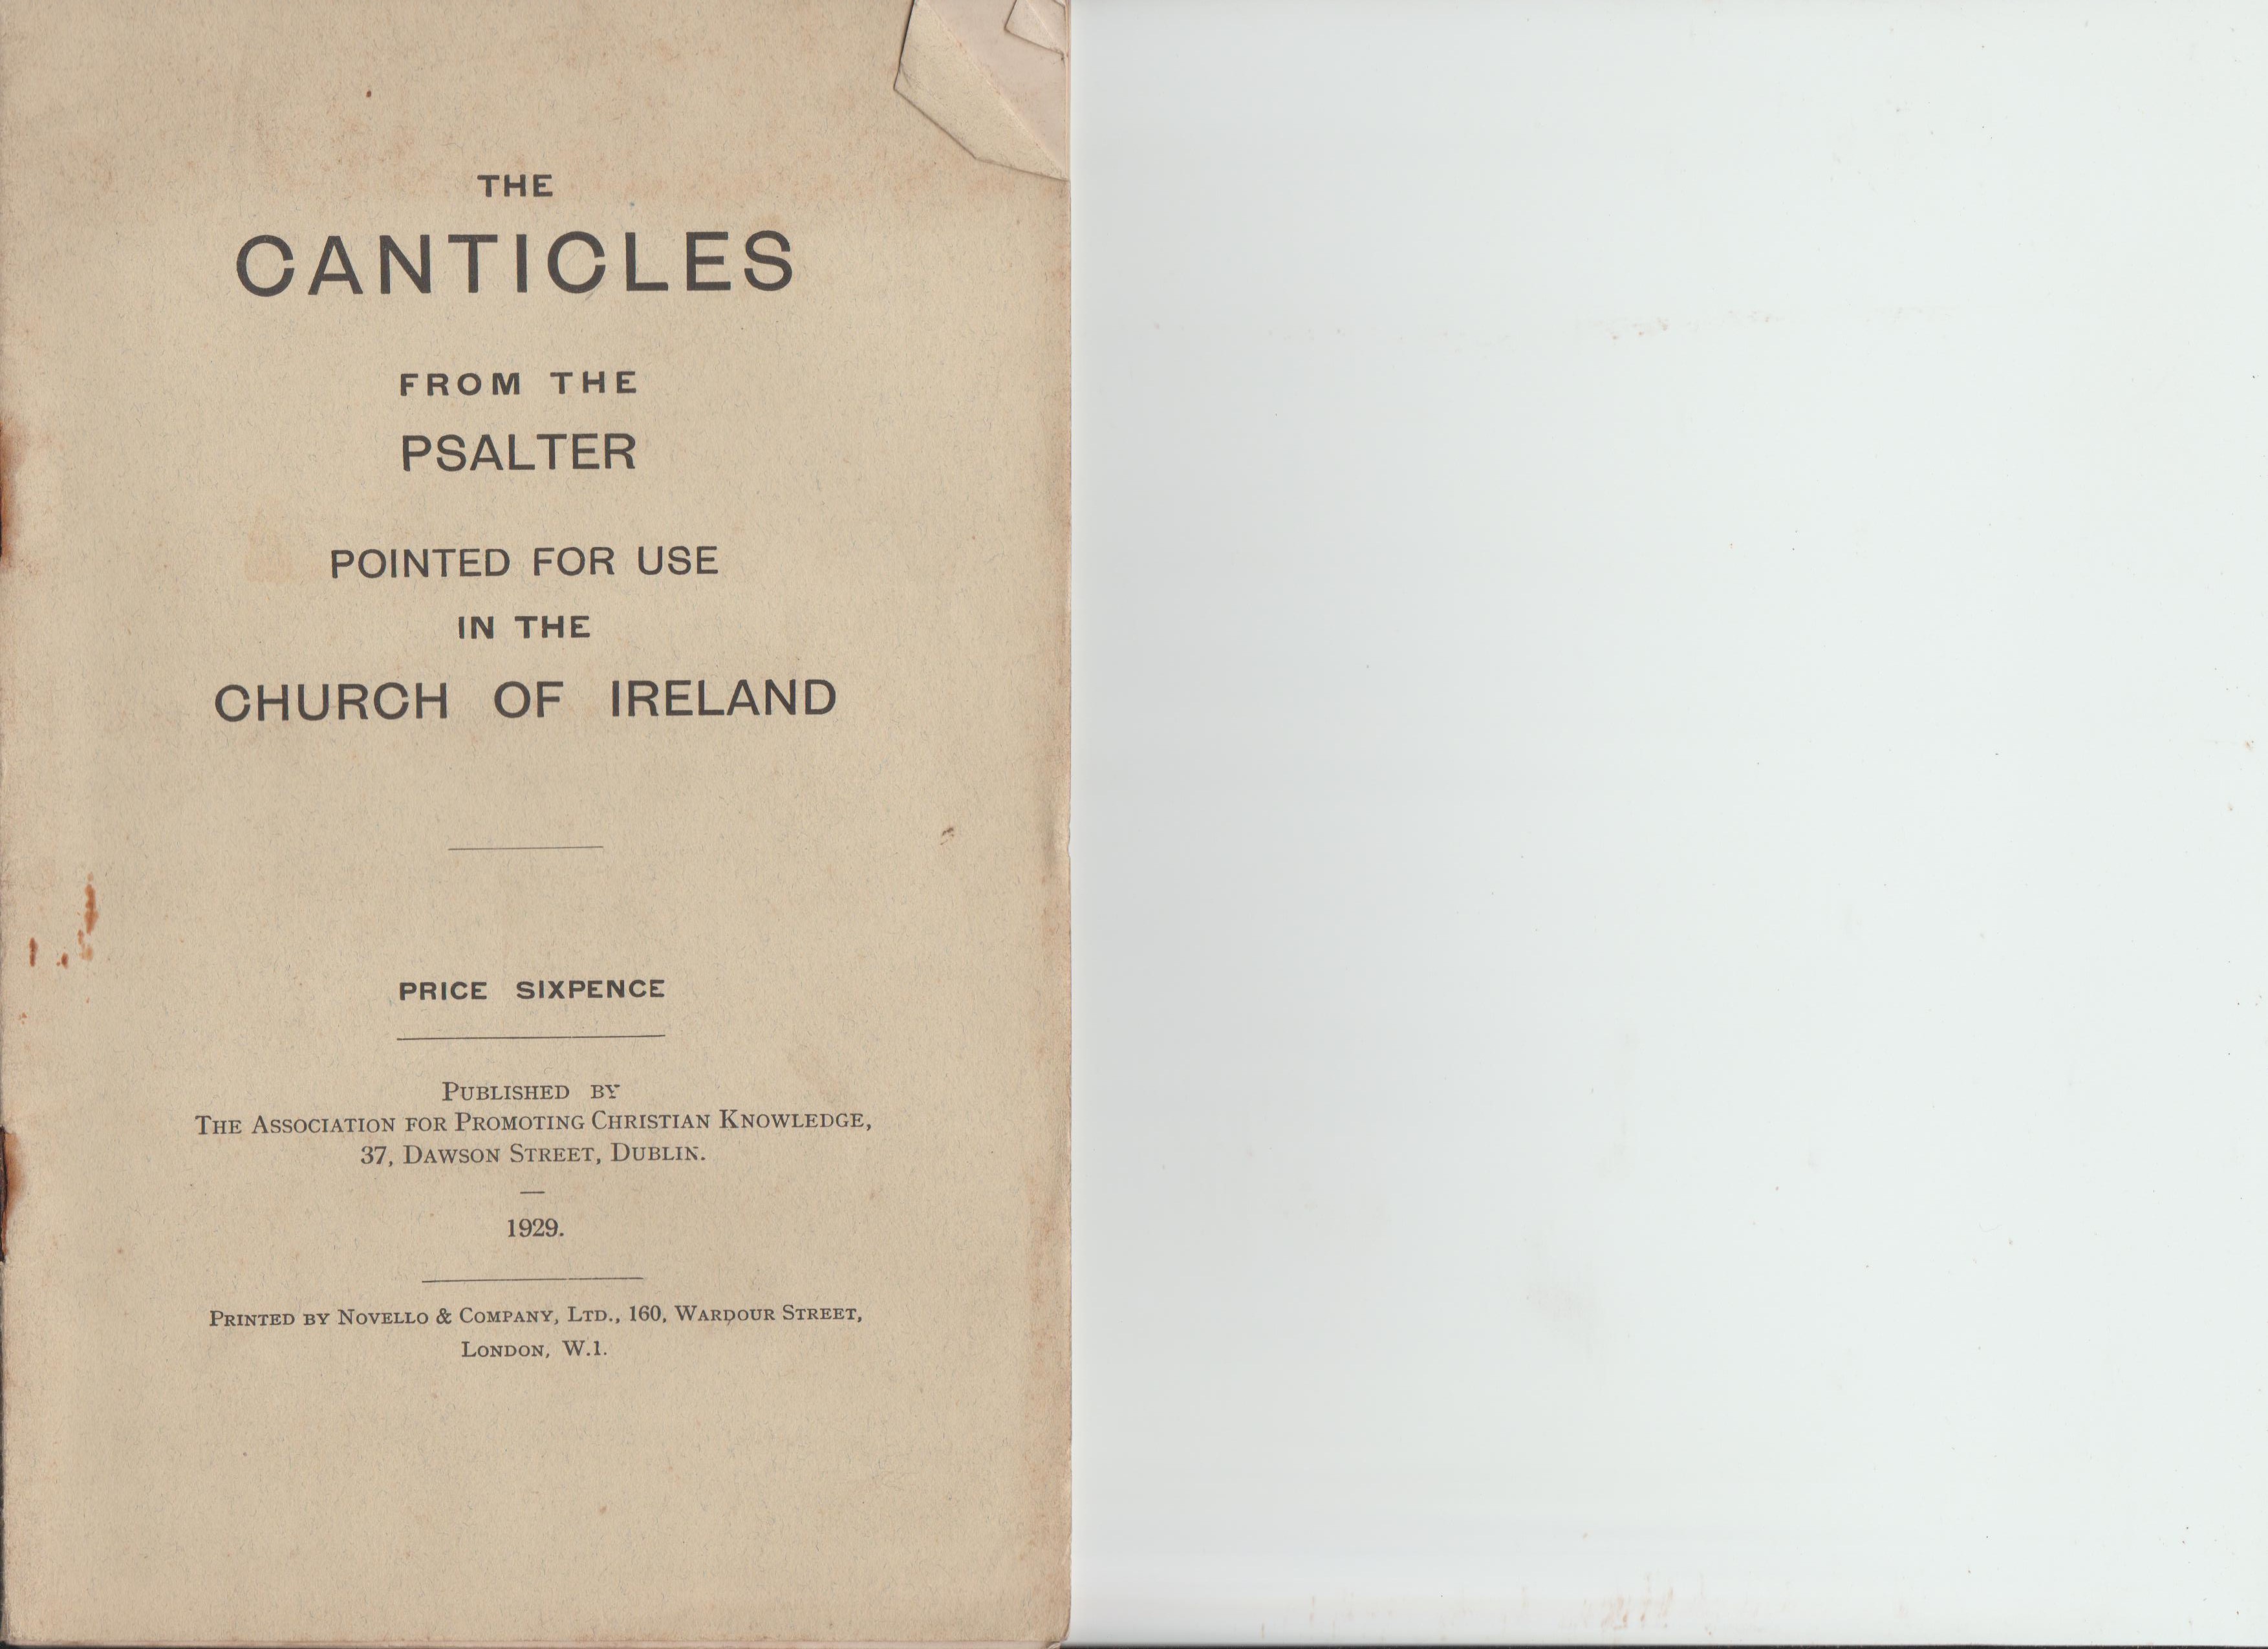 THE
CANTICLES
FROM THE
PSALTER
POINTED FOR USE
IN THE
CHURCH OF IRELAND
PRICE SIXPENCE
PUBLISHED BY
THE ASSOCIATION FOR PROMOTING CHRISTIAN KNOWLEDGE,
37, DAWSON STREET, DUBLIN.
1929.
PRINTED BY NOVELLO & COMPANY, LTD., 160, WARDOUR STREET,
LONDON, W.1.